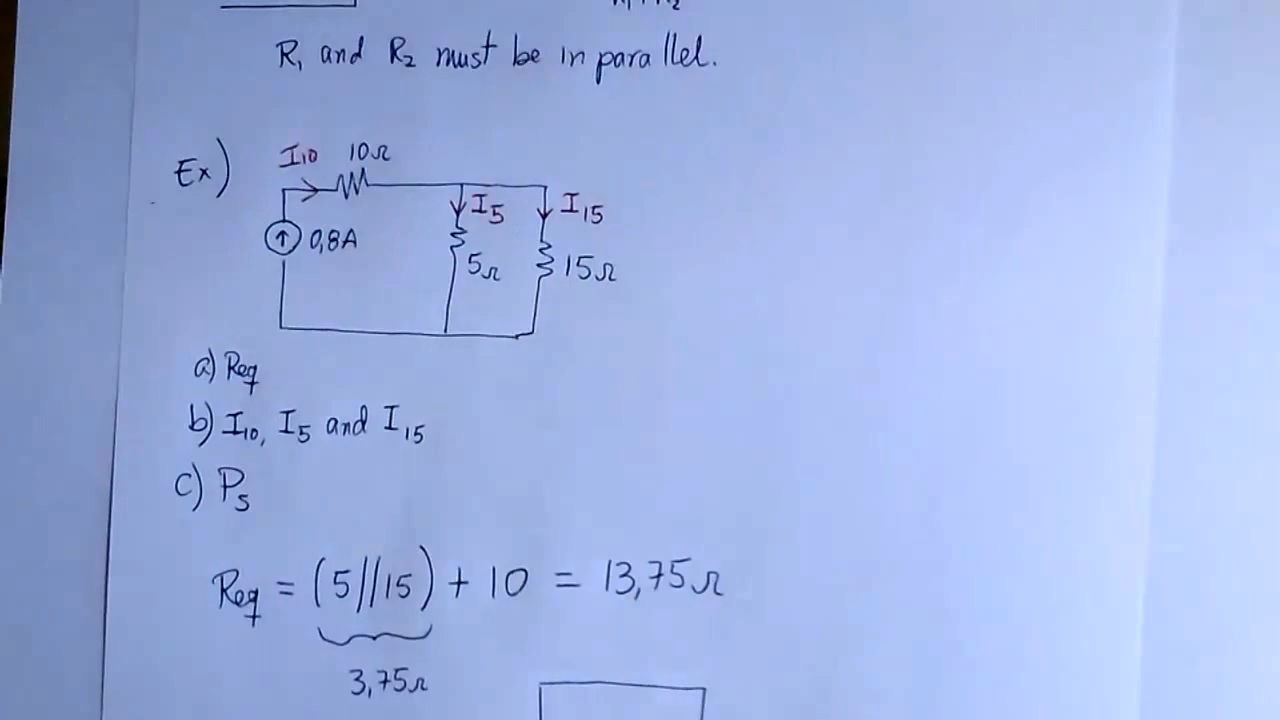 R₁ and R₂ must be in parallel.
Ex)
I₁₀ 10Ω
I₅ I₁₅
0,8A
5Ω 15Ω
a) Req
b) I₁₀, I₅ and I₁₅
c) P₅
Req = (5//15) + 10 = 13,75Ω
3,75Ω